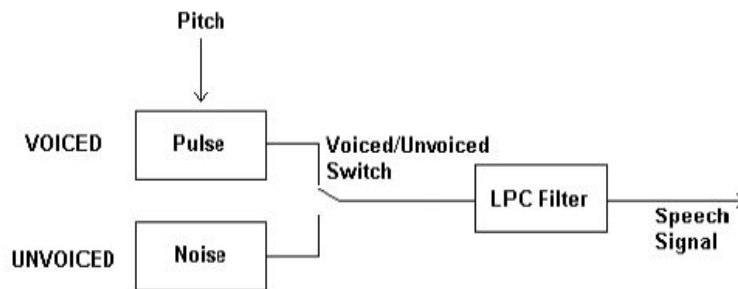 Pitch
VOICED
Pulse
Voiced/Unvoiced
Switch
LPC Filter
Speech
Signal
UNVOICED
Noise